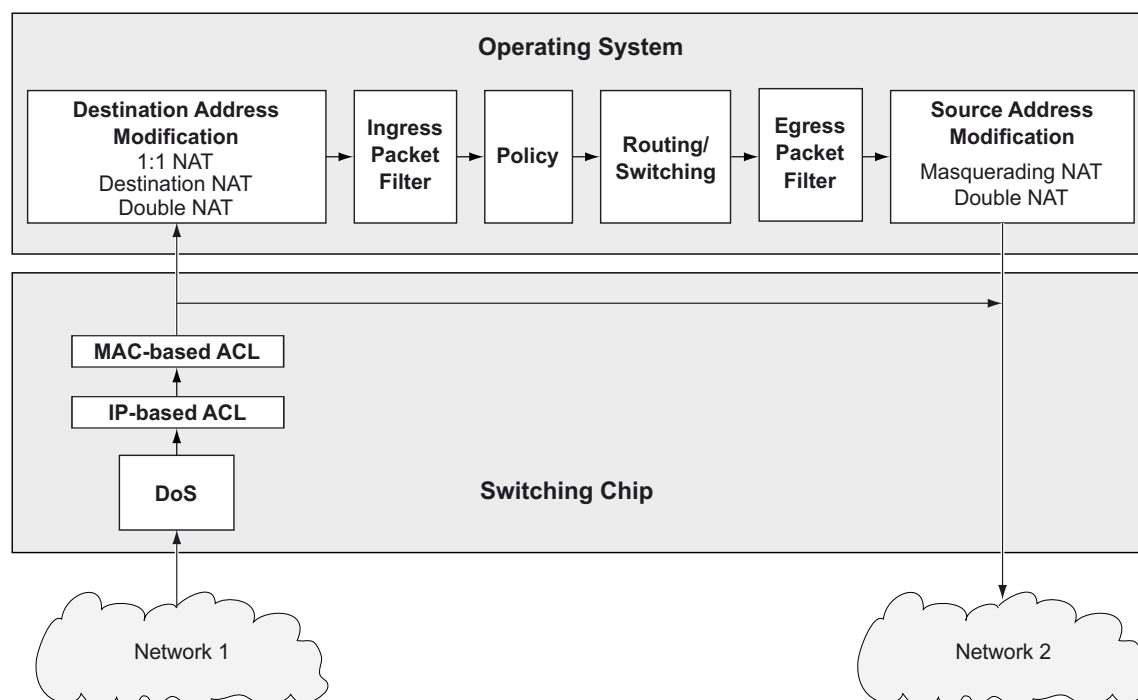 Operating System
Destination Address
Modification
1:1 NAT
Destination NAT
Double NAT
Ingress
Packet
Filter
Policy
Routing/
Switching
Egress
Packet
Filter
Source Address
Modification
Masquerading NAT
Double NAT
MAC-based ACL
IP-based ACL
DoS
Switching Chip
Network 1
Network 2